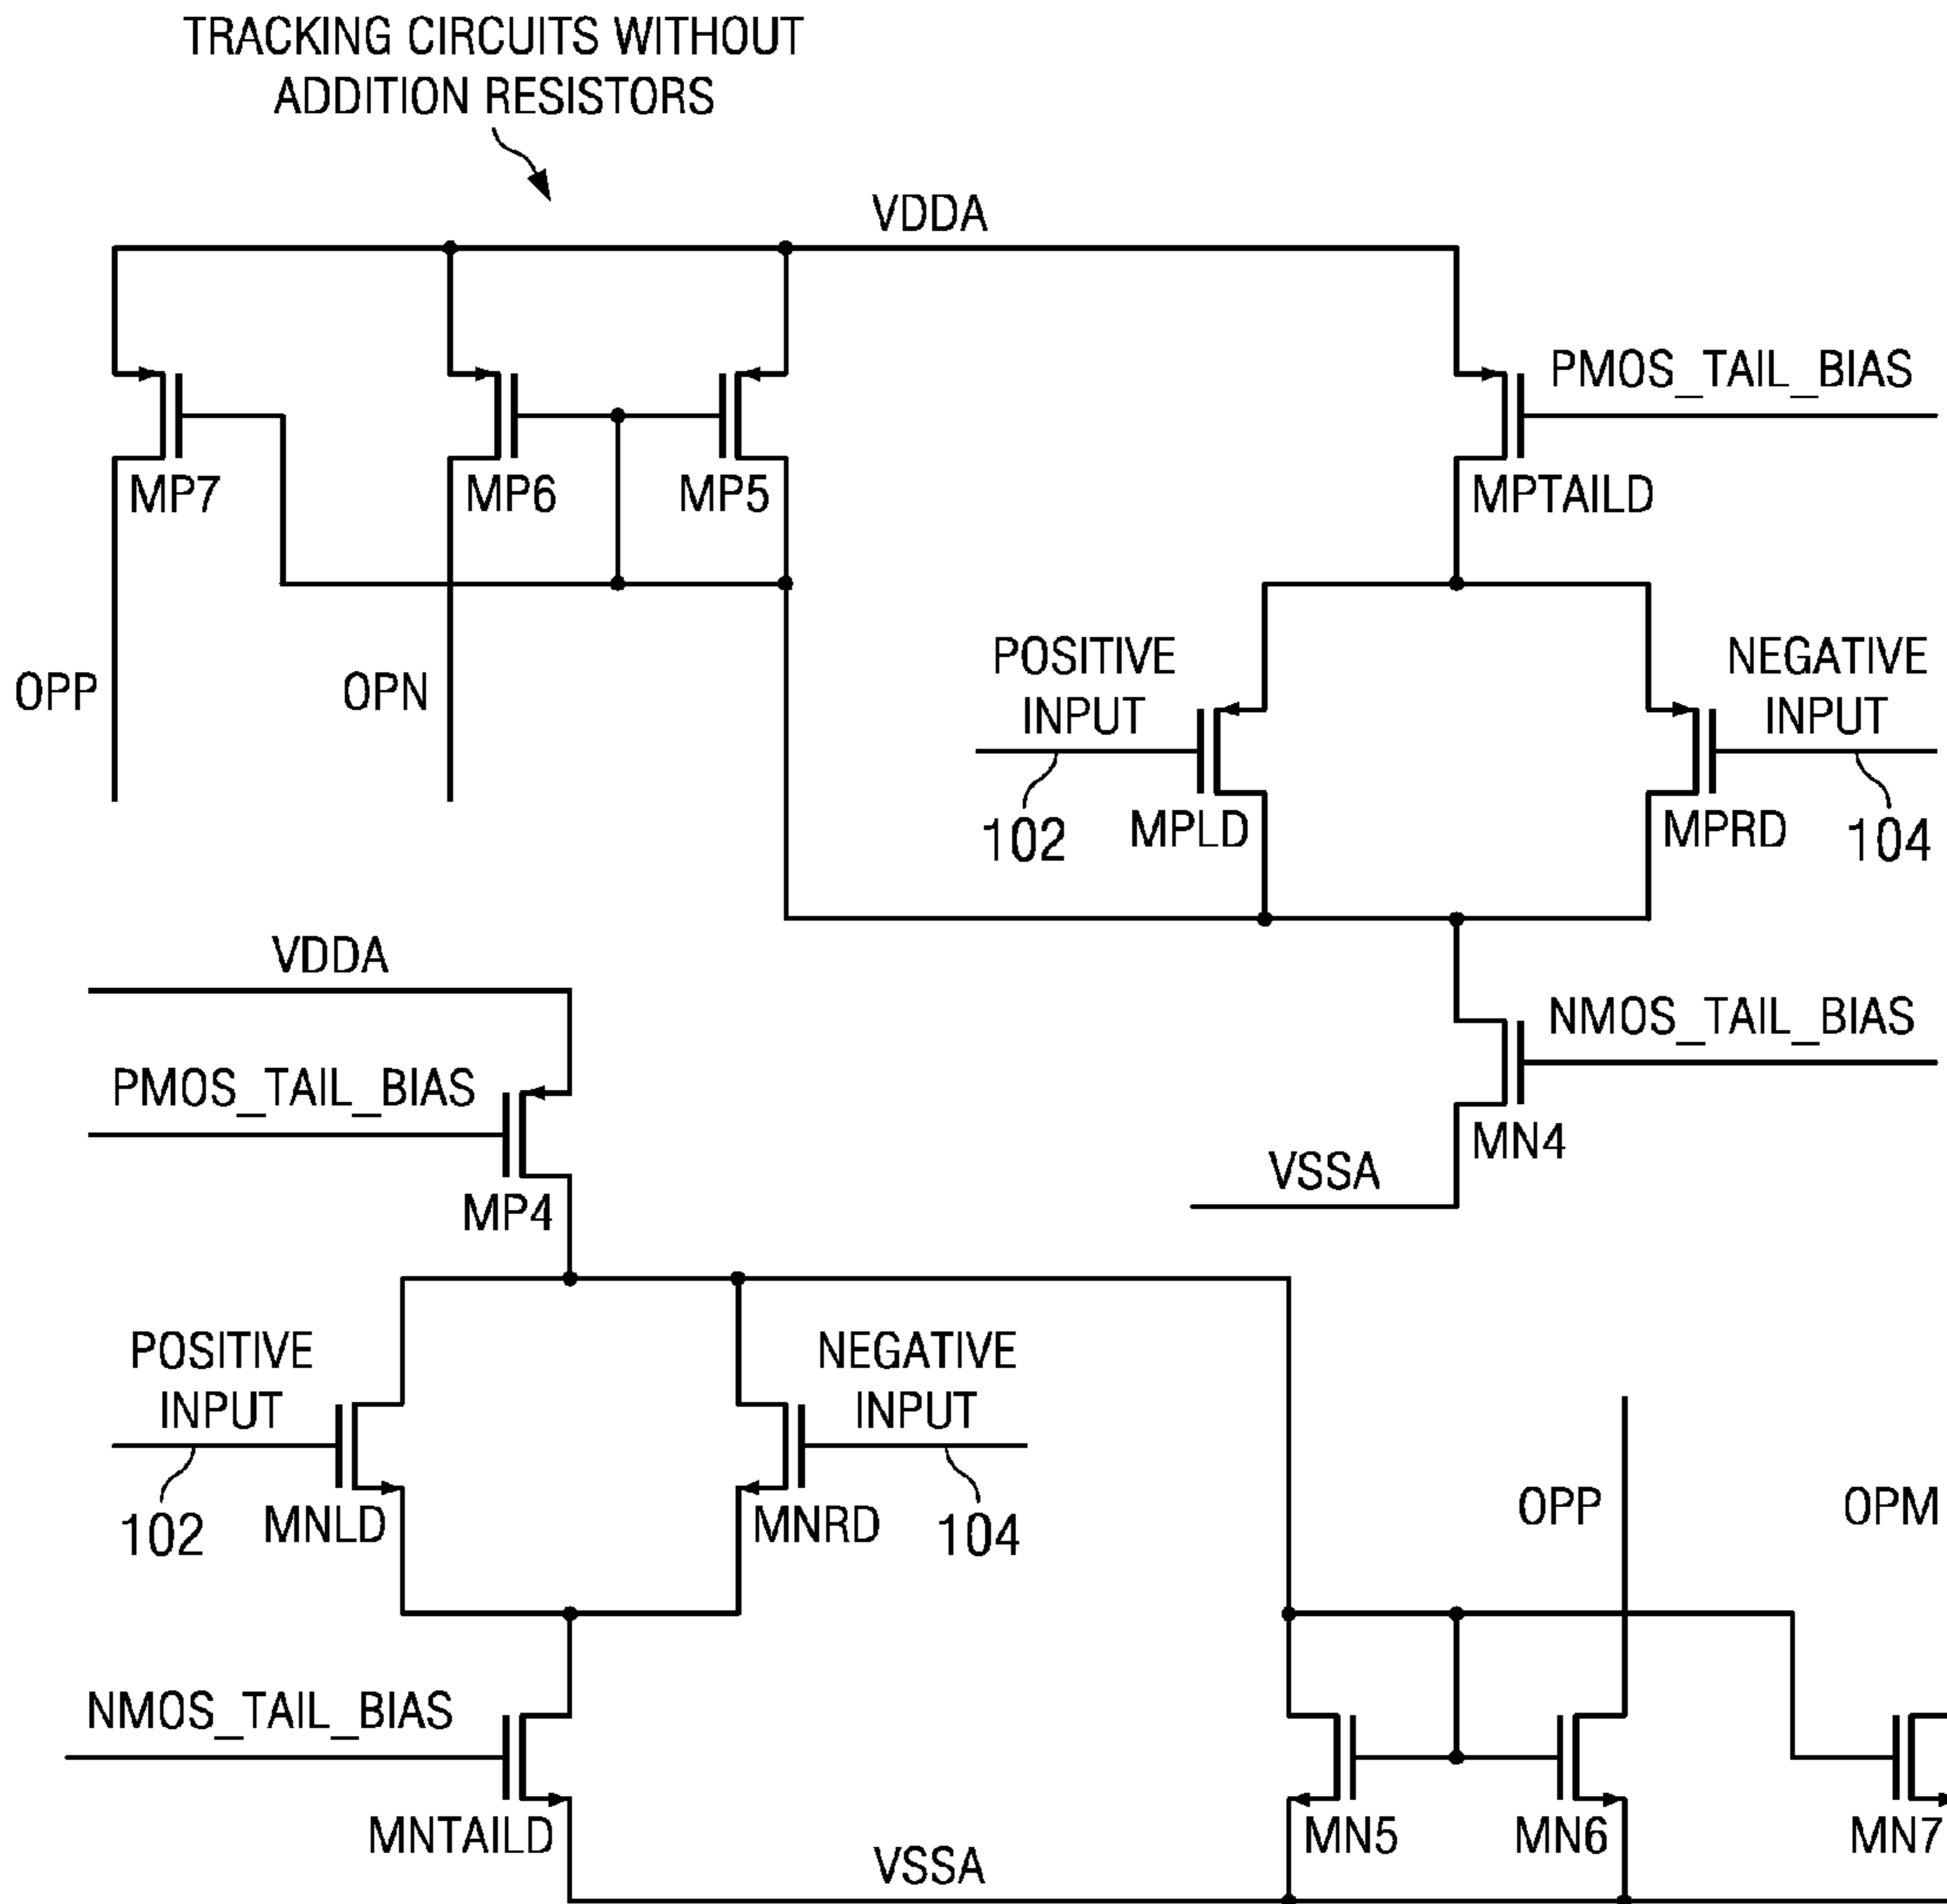 TRACKING CIRCUITS WITHOUT
ADDITION RESISTORS
VDDA
PMOS_TAIL_BIAS
MP7
MP6
MP5
MPTAILD
POSITIVE
INPUT
NEGATIVE
INPUT
OPP
OPN
102
MPLD
MPRD
104
VDDA
NMOS_TAIL_BIAS
PMOS_TAIL_BIAS
MN4
VSSA
MP4
POSITIVE
INPUT
NEGATIVE
INPUT
102
MNLD
MNRD
104
OPP
OPM
NMOS_TAIL_BIAS
MNTAILD
MN5
MN6
MN7
VSSA